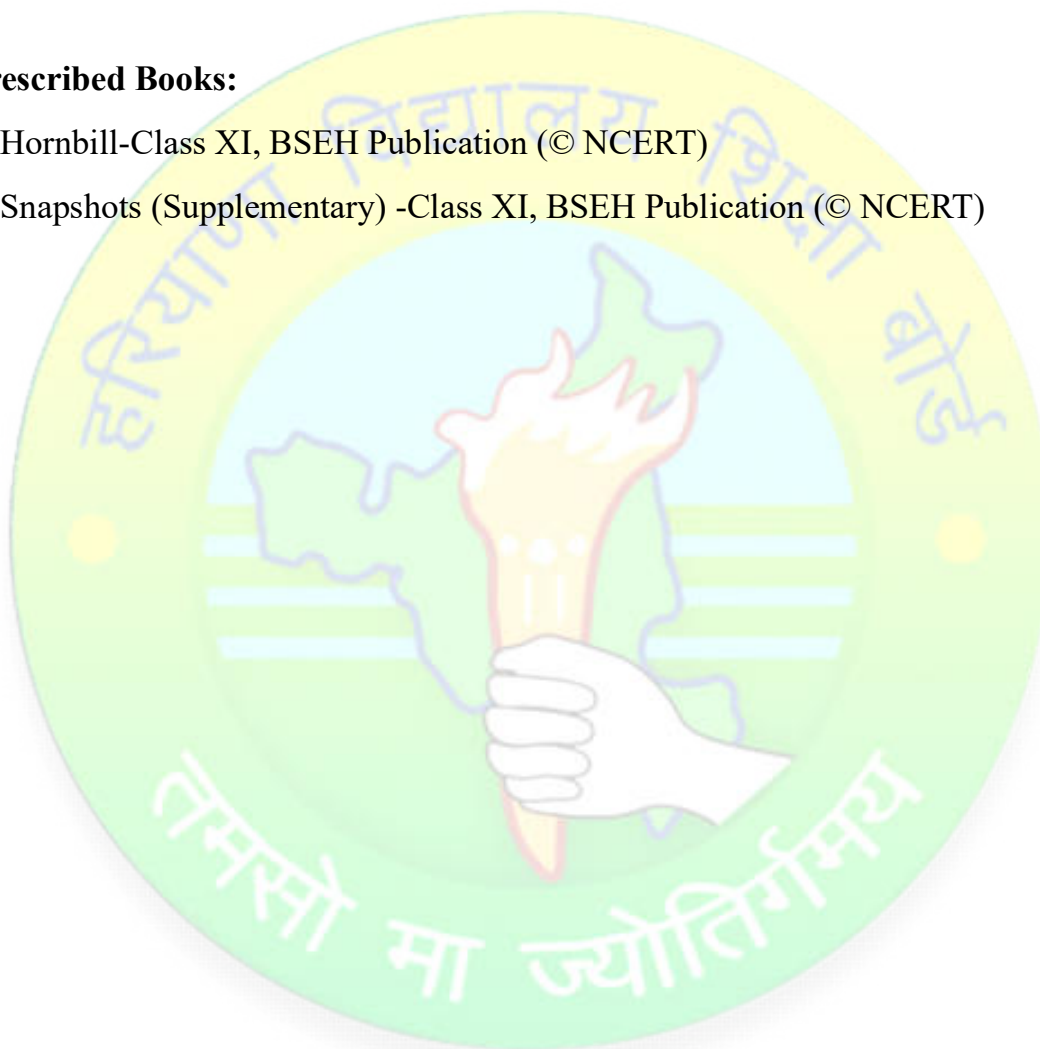 rescribed Books:
Hornbill-Class XI, BSEH Publication (© NCERT)
Snapshots (Supplementary) -Class XI, BSEH Publication (© NCERT)
हरियाणा विद्यालय शिक्षा बोर्ड
तमसो मा ज्योतिर्गमय